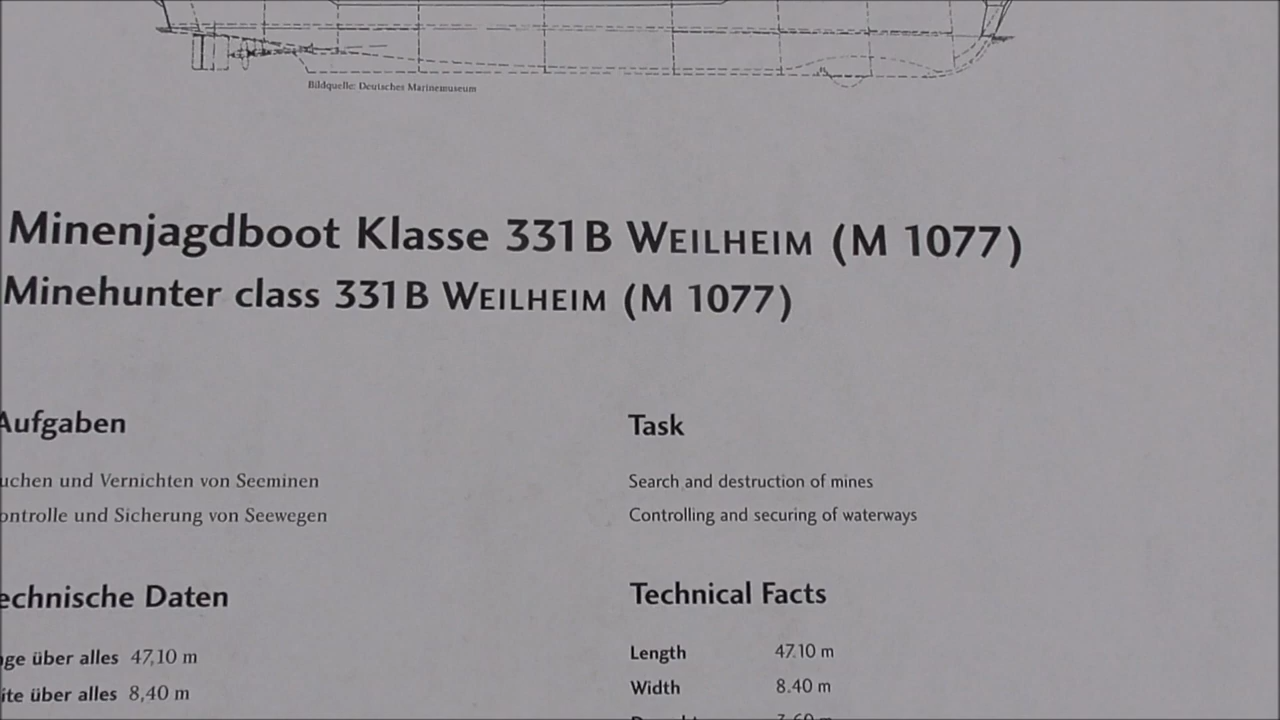 Bildquelle: Deutsches Marinemuseum
Minenjagdboot Klasse 331B WEILHEIM (M 1077)
Minehunter class 331B WEILHEIM (M 1077)
Aufgaben
uchen und Vernichten von Seeminen
ontrolle und Sicherung von Seewegen
echnische Daten
nge über alles 47,10 m
ite über alles 8,40 m
Task
Search and destruction of mines
Controlling and securing of waterways
Technical Facts
Length 47.10 m
Width 8.40 m